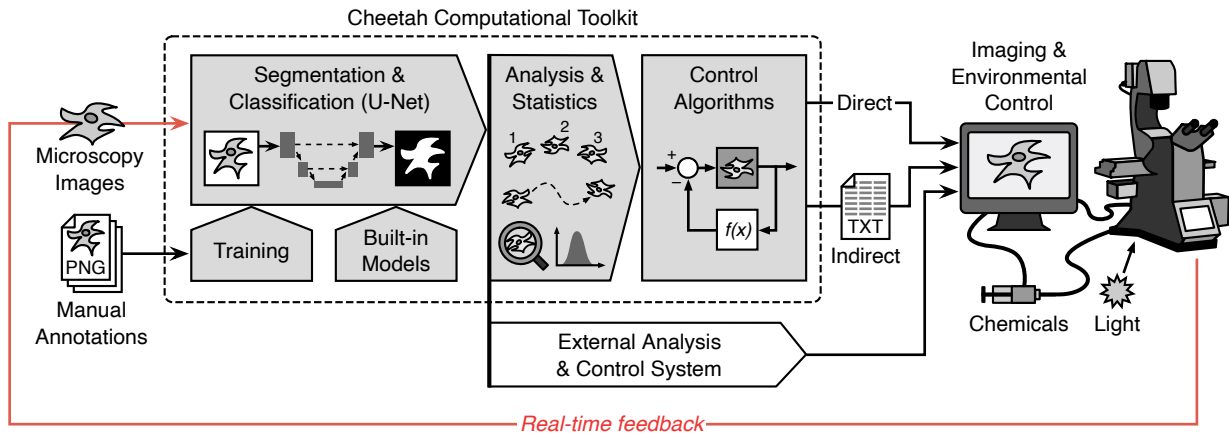 Cheetah Computational Toolkit
Microscopy
Images
PNG
Manual
Annotations
Segmentation &
Classification (U-Net)
Training
Built-in
Models
Analysis &
Statistics
1
2
3
Control
Algorithms
+
−
f(x)
Direct
TXT
Indirect
External Analysis
& Control System
Imaging &
Environmental
Control
Chemicals
Light
Real-time feedback